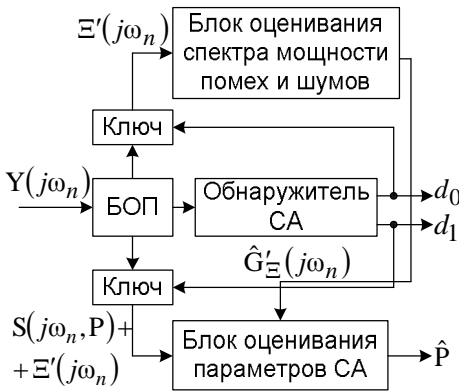 Ξ′(jωₙ)
Блок оценивания
спектра мощности
помех и шумов
Ключ
Y(jωₙ)
БОП
Обнаружитель
СА
d₀
d₁
Ĝ′_Ξ(jωₙ)
Ключ
S(jωₙ,P)+
+ Ξ′(jωₙ)
Блок оценивания
параметров СА
P̂